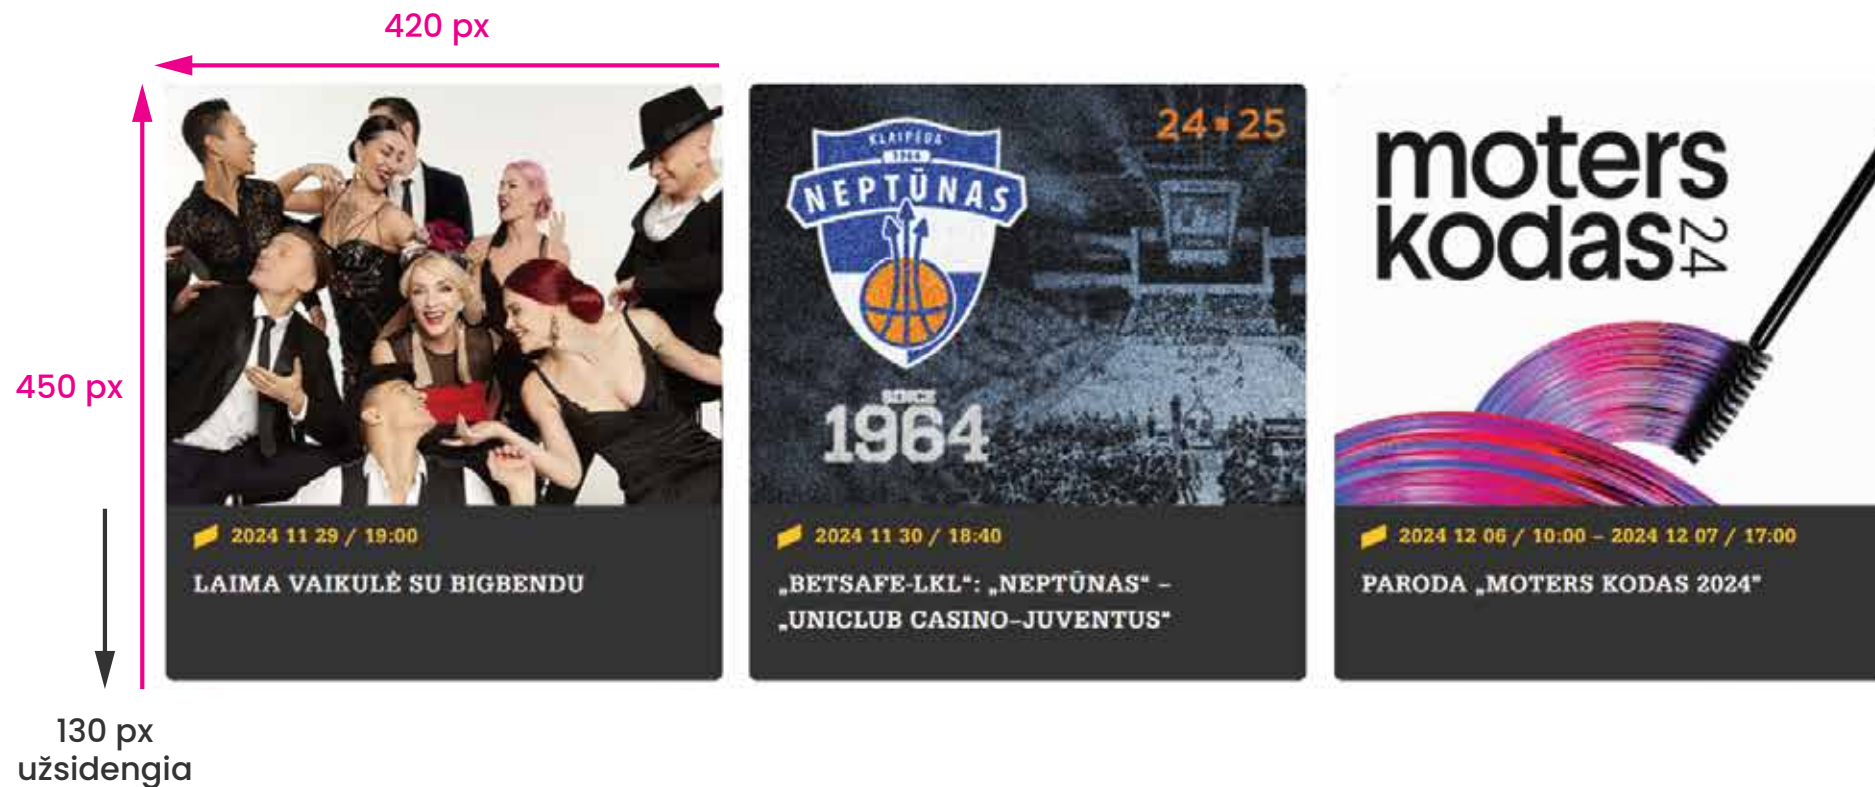 420 px
450 px
130 px
užsidengia
2024 11 29 / 19:00
LAIMA VAIKULĖ SU BIGBENDU
24▪25
KLAIPĖDA
1964
NEPTŪNAS
SINCE
1964
2024 11 30 / 18:40
„BETSAFE-LKL“: „NEPTŪNAS“ –
„UNICLUB CASINO–JUVENTUS“
moters
kodas 24
2024 12 06 / 10:00 – 2024 12 07 / 17:00
PARODA „MOTERS KODAS 2024“